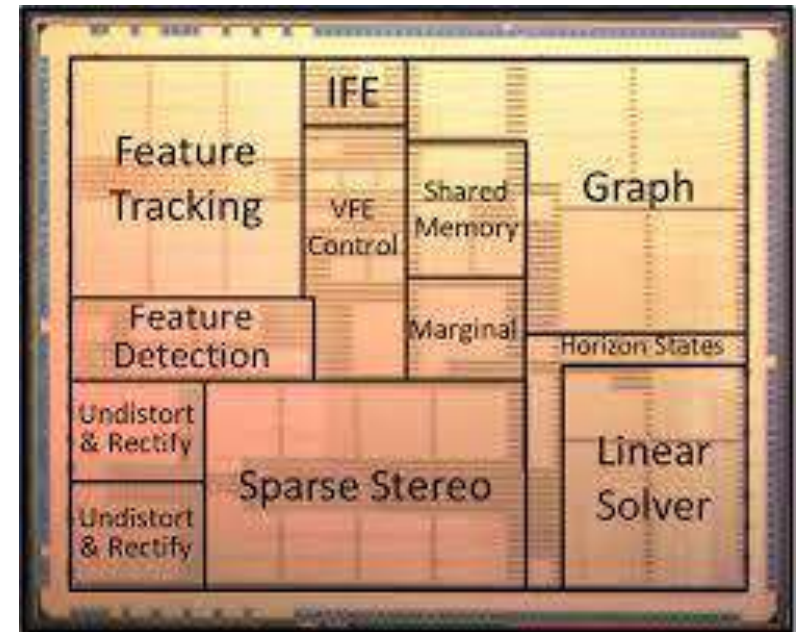 IFE
Feature
Tracking
VFE
Control
Shared
Memory
Graph
Feature
Detection
Marginal
Horizon States
Undistort
& Rectify
Sparse Stereo
Linear
Solver
Undistort
& Rectify